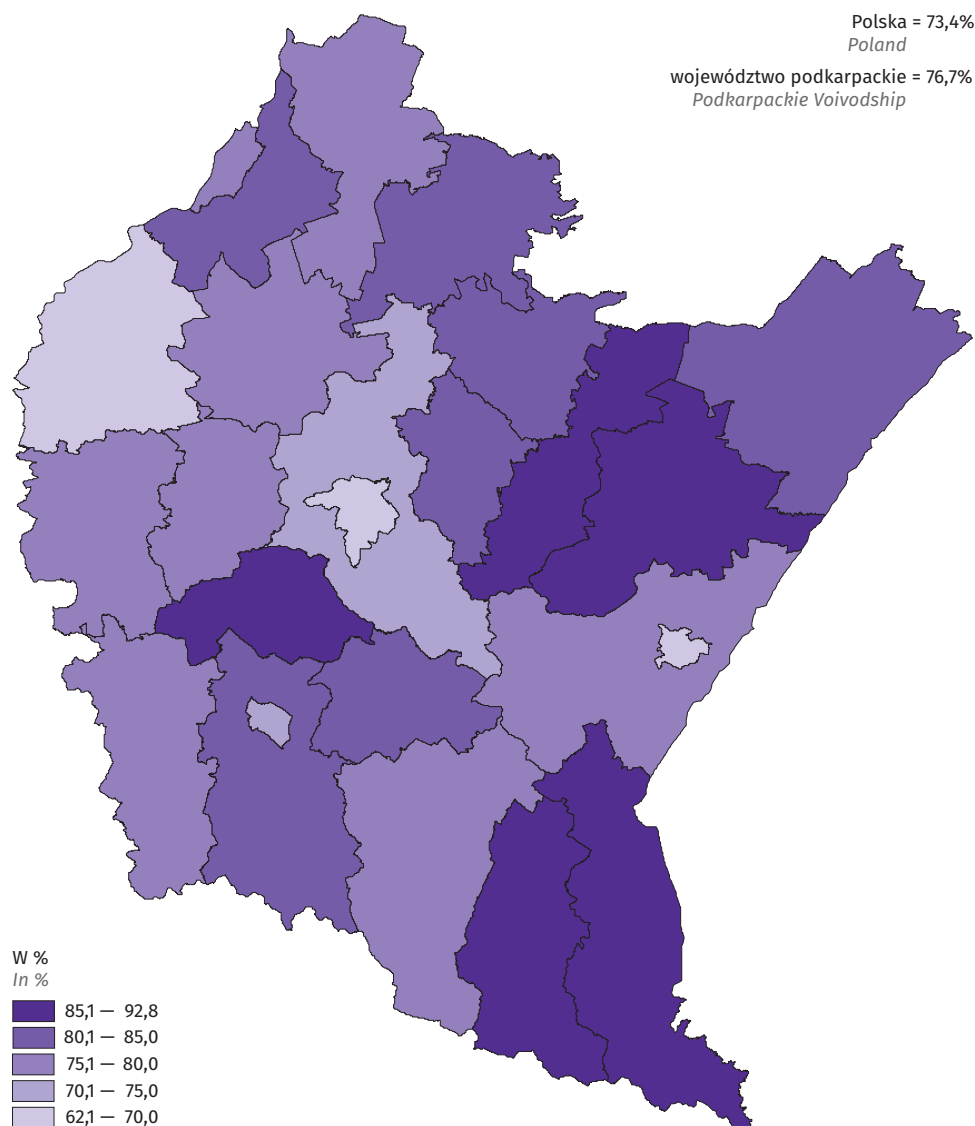 Polska = 73,4%
Poland
województwo podkarpackie = 76,7%
Podkarpackie Voivodship
W %
In %
85,1 — 92,8
80,1 — 85,0
75,1 — 80,0
70,1 — 75,0
62,1 — 70,0